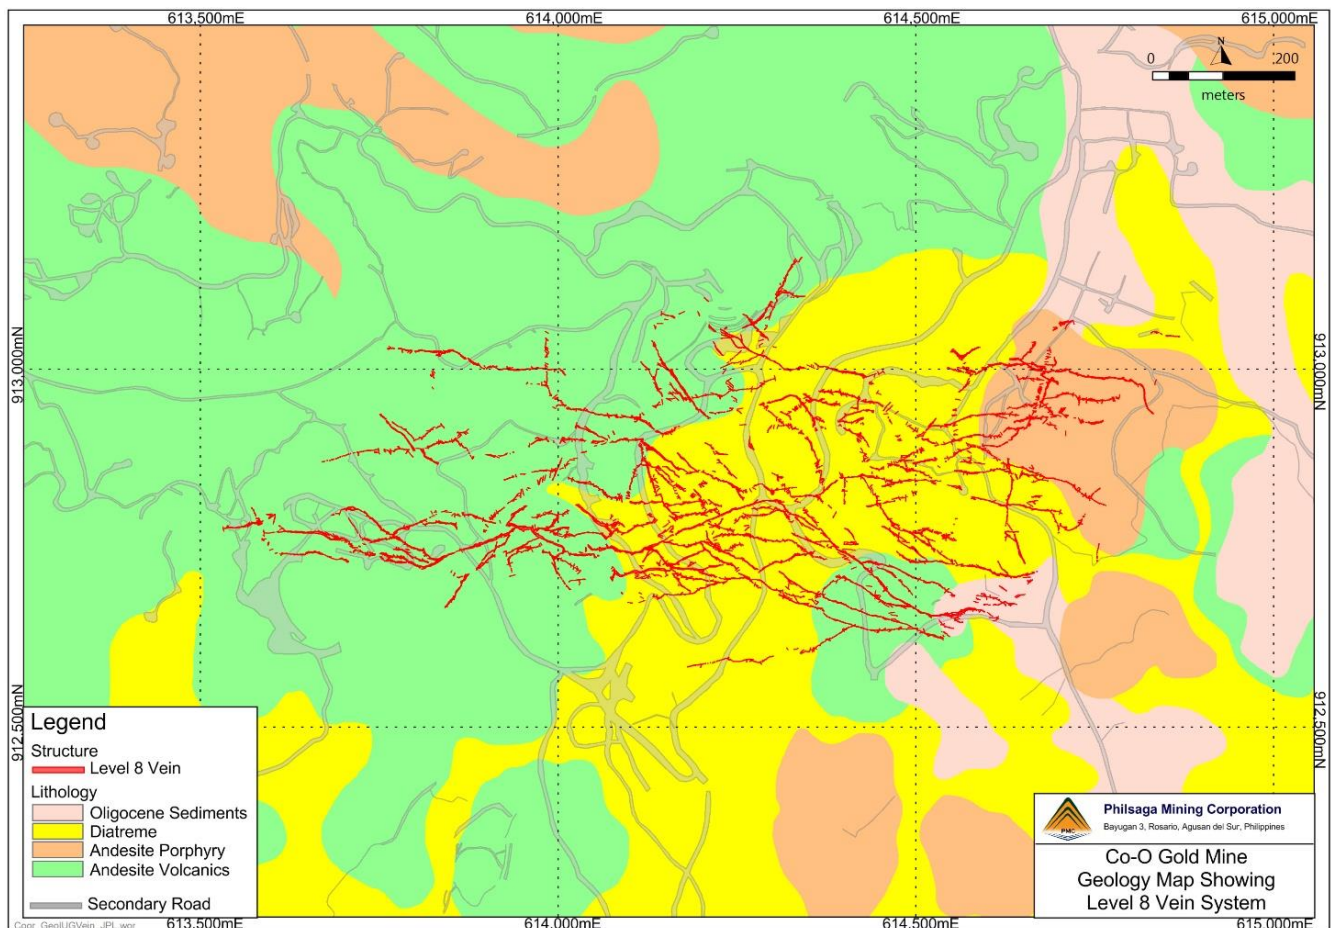 613,500mE
614,000mE
614,500mE
615,000mE
N
0
200
meters
913,000mN
913,000mN
912,500mN
912,500mN
Legend
Structure
Level 8 Vein
Lithology
Oligocene Sediments
Diatreme
Andesite Porphyry
Andesite Volcanics
Secondary Road
PMC
Philsaga Mining Corporation
Bayugan 3, Rosario, Agusan del Sur, Philippines
Co-O Gold Mine
Geology Map Showing
Level 8 Vein System
613,500mE
614,000mE
614,500mE
615,000mE
Coor_GeolUGVein_JPL.wor